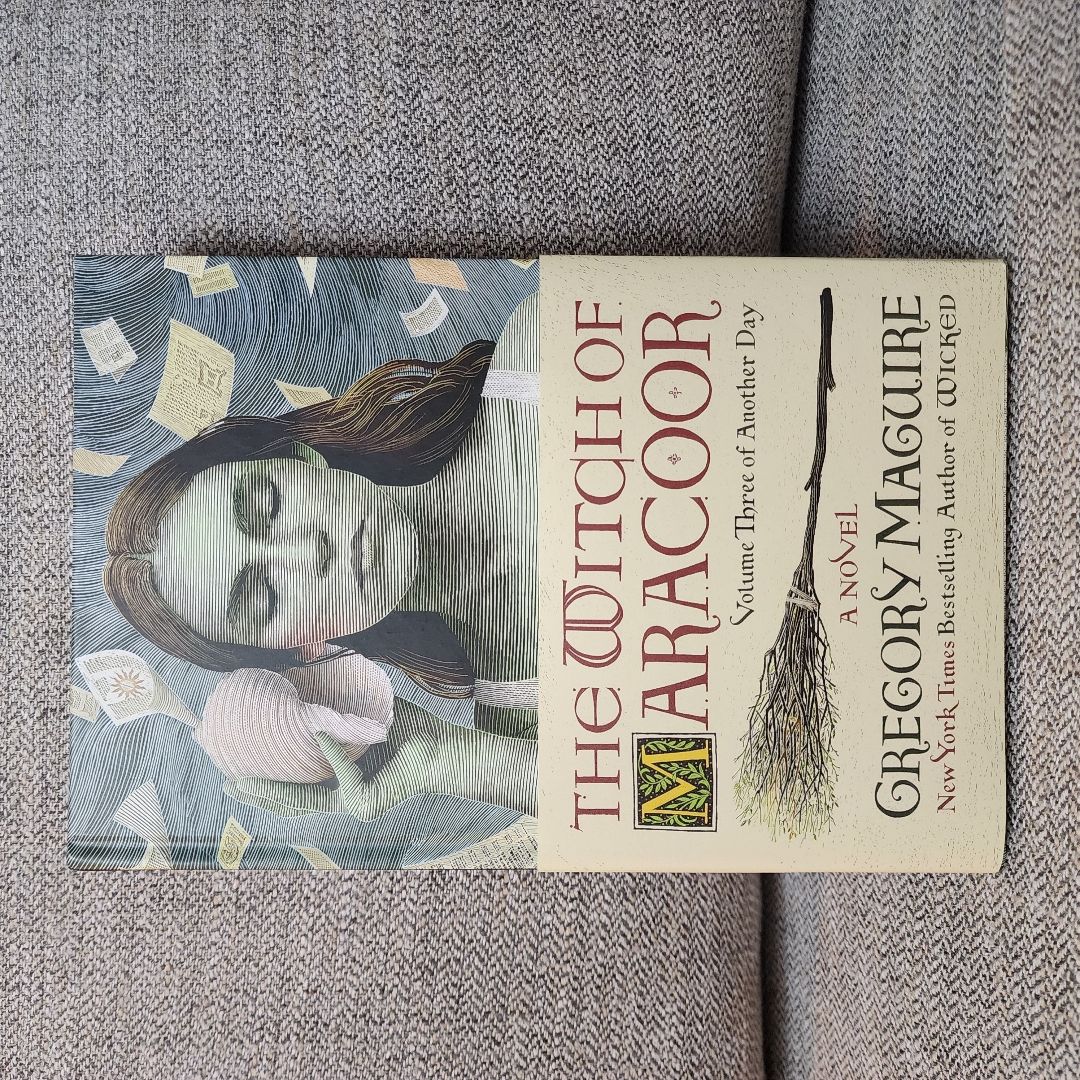 THE WITCH OF
MARACOOR
Volume Three of Another Day
A NOVEL
GREGORY MAGUIRE
New York Times Bestselling Author of WICKED